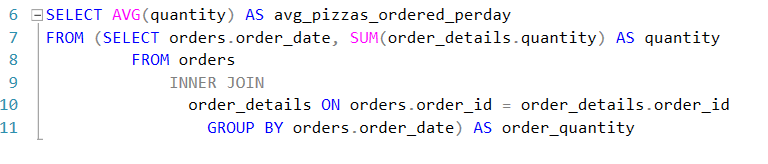 6 SELECT AVG(quantity) AS avg_pizzas_ordered_perday
7 FROM (SELECT orders.order_date, SUM(order_details.quantity) AS quantity
8 FROM orders
9 INNER JOIN
10 order_details ON orders.order_id = order_details.order_id
11 GROUP BY orders.order_date) AS order_quantity